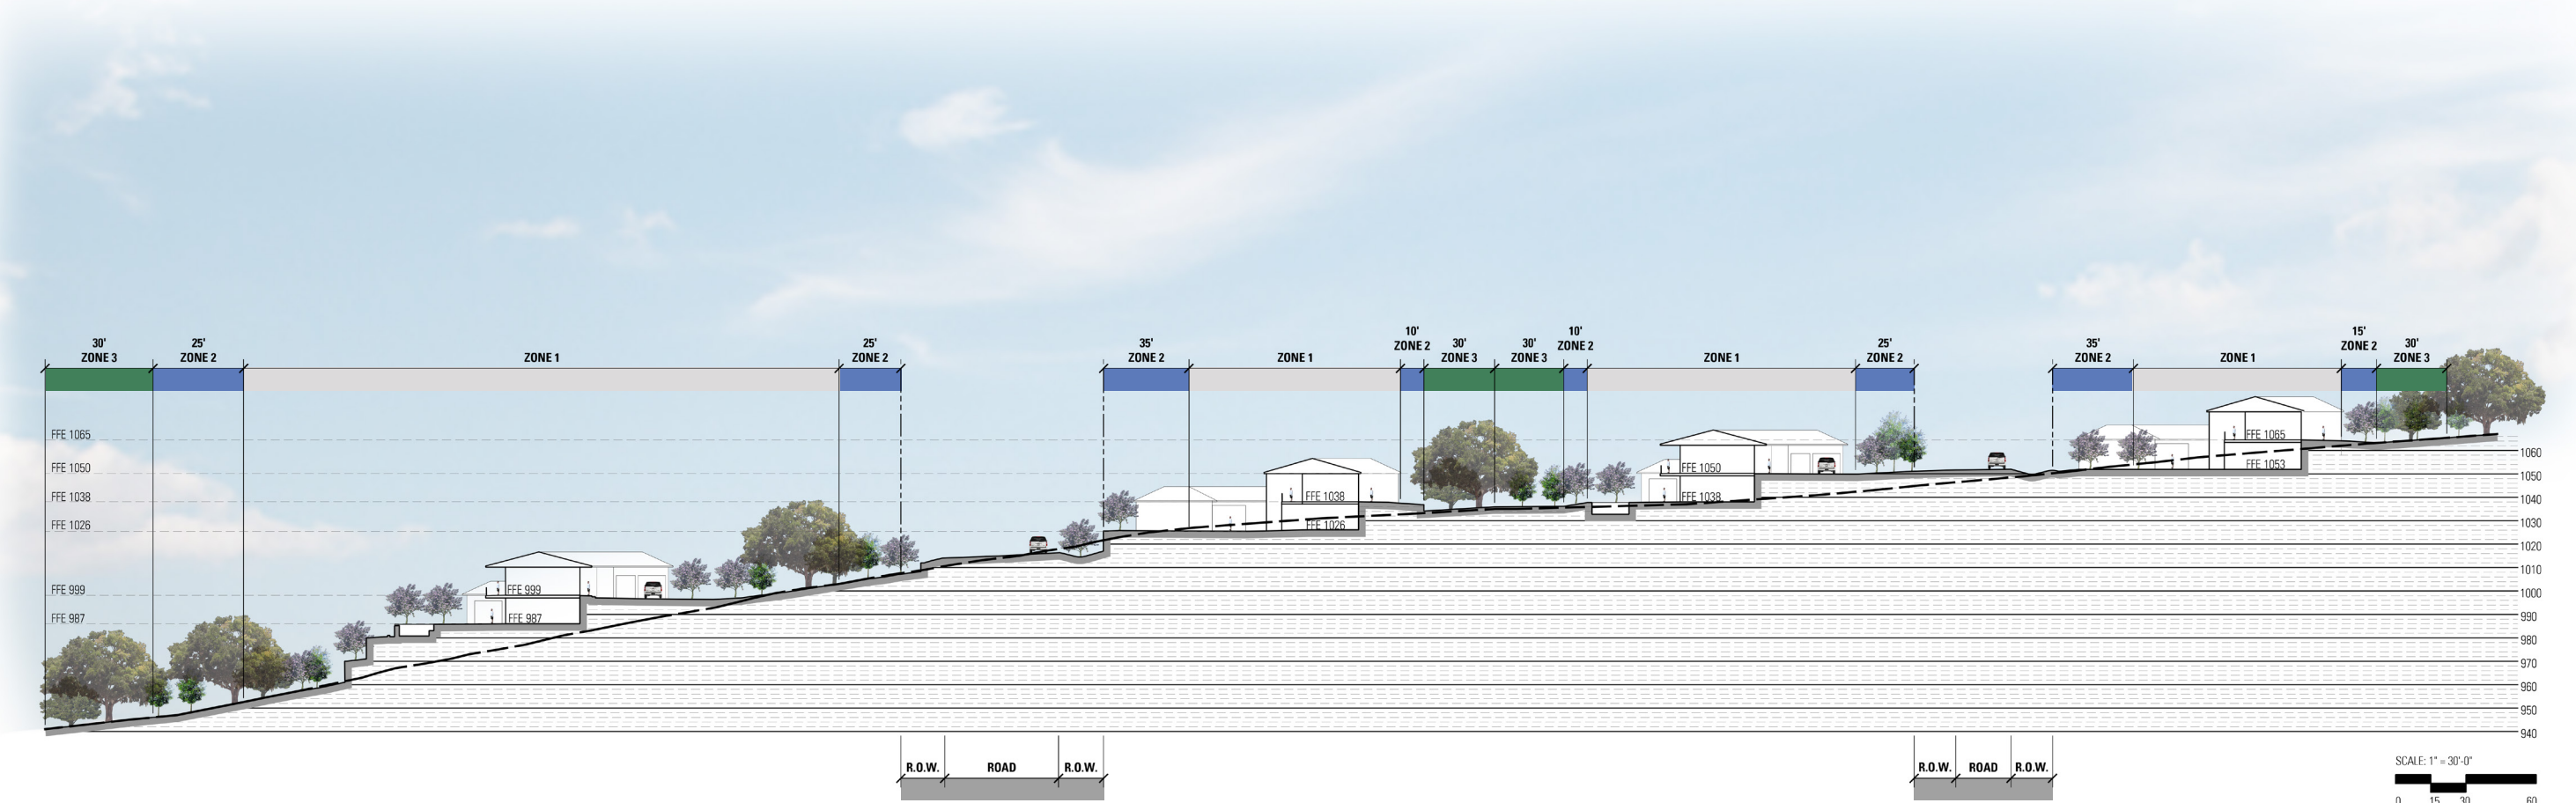 30'
ZONE 3
25'
ZONE 2
ZONE 1
25'
ZONE 2
35'
ZONE 2
ZONE 1
10'
ZONE 2
30'
ZONE 3
30'
ZONE 3
10'
ZONE 2
ZONE 1
25'
ZONE 2
35'
ZONE 2
ZONE 1
15'
ZONE 2
30'
ZONE 3
FFE 1065
FFE 1050
FFE 1038
FFE 1026
FFE 999
FFE 987
FFE 999
FFE 987
FFE 1038
FFE 1026
FFE 1050
FFE 1038
FFE 1065
FFE 1053
1060
1050
1040
1030
1020
1010
1000
990
980
970
960
950
940
R.O.W.
ROAD
R.O.W.
R.O.W.
ROAD
R.O.W.
SCALE: 1" = 30'-0"
0 15 30 60